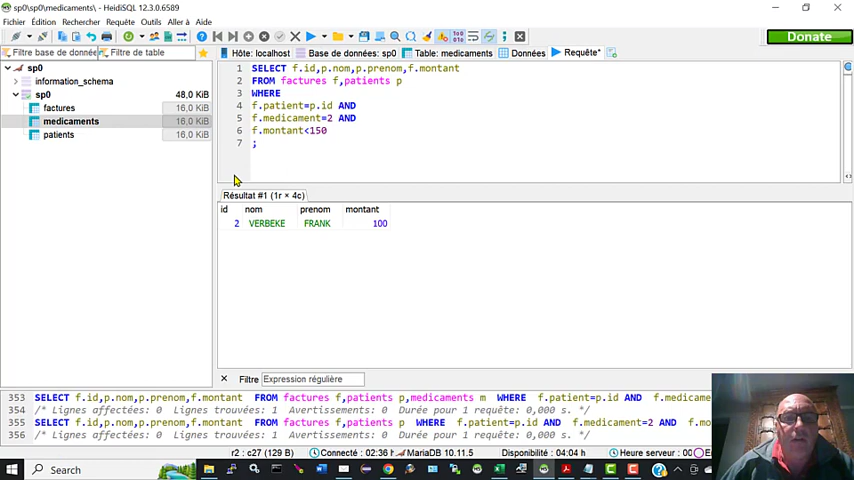 sp0\sp0\medicaments\ - HeidiSQL 12.3.0.6589
Fichier Édition Rechercher Requête Outils Aller à Aide
Donate
Filtre base de donnée Filtre de table
Hôte: localhost Base de données: sp0 Table: medicaments Données Requête*
sp0
information_schema
sp0 48,0 KiB
factures 16,0 KiB
medicaments 16,0 KiB
patients 16,0 KiB
1 SELECT f.id,p.nom,p.prenom,f.montant
2 FROM factures f,patients p
3 WHERE
4 f.patient=p.id AND
5 f.medicament=2 AND
6 f.montant<150
7 ;
Résultat #1 (1r × 4c)
id nom prenom montant
2 VERBEKE FRANK 100
Filtre Expression régulière
353 SELECT f.id,p.nom,p.prenom,f.montant FROM factures f,patients p,medicaments m WHERE f.patient=p.id AND f.medicame
354 /* Lignes affectées: 0 Lignes trouvées: 1 Avertissements: 0 Durée pour 1 requête: 0,000 s. */
355 SELECT f.id,p.nom,p.prenom,f.montant FROM factures f,patients p WHERE f.patient=p.id AND f.medicament=2 AND f.mo
356 /* Lignes affectées: 0 Lignes trouvées: 1 Avertissements: 0 Durée pour 1 requête: 0,000 s. */
r2 : c27 (129 B) Connecté : 02:36 h MariaDB 10.11.5 Disponibilité : 04:04 h Heure serveur : 00
Search